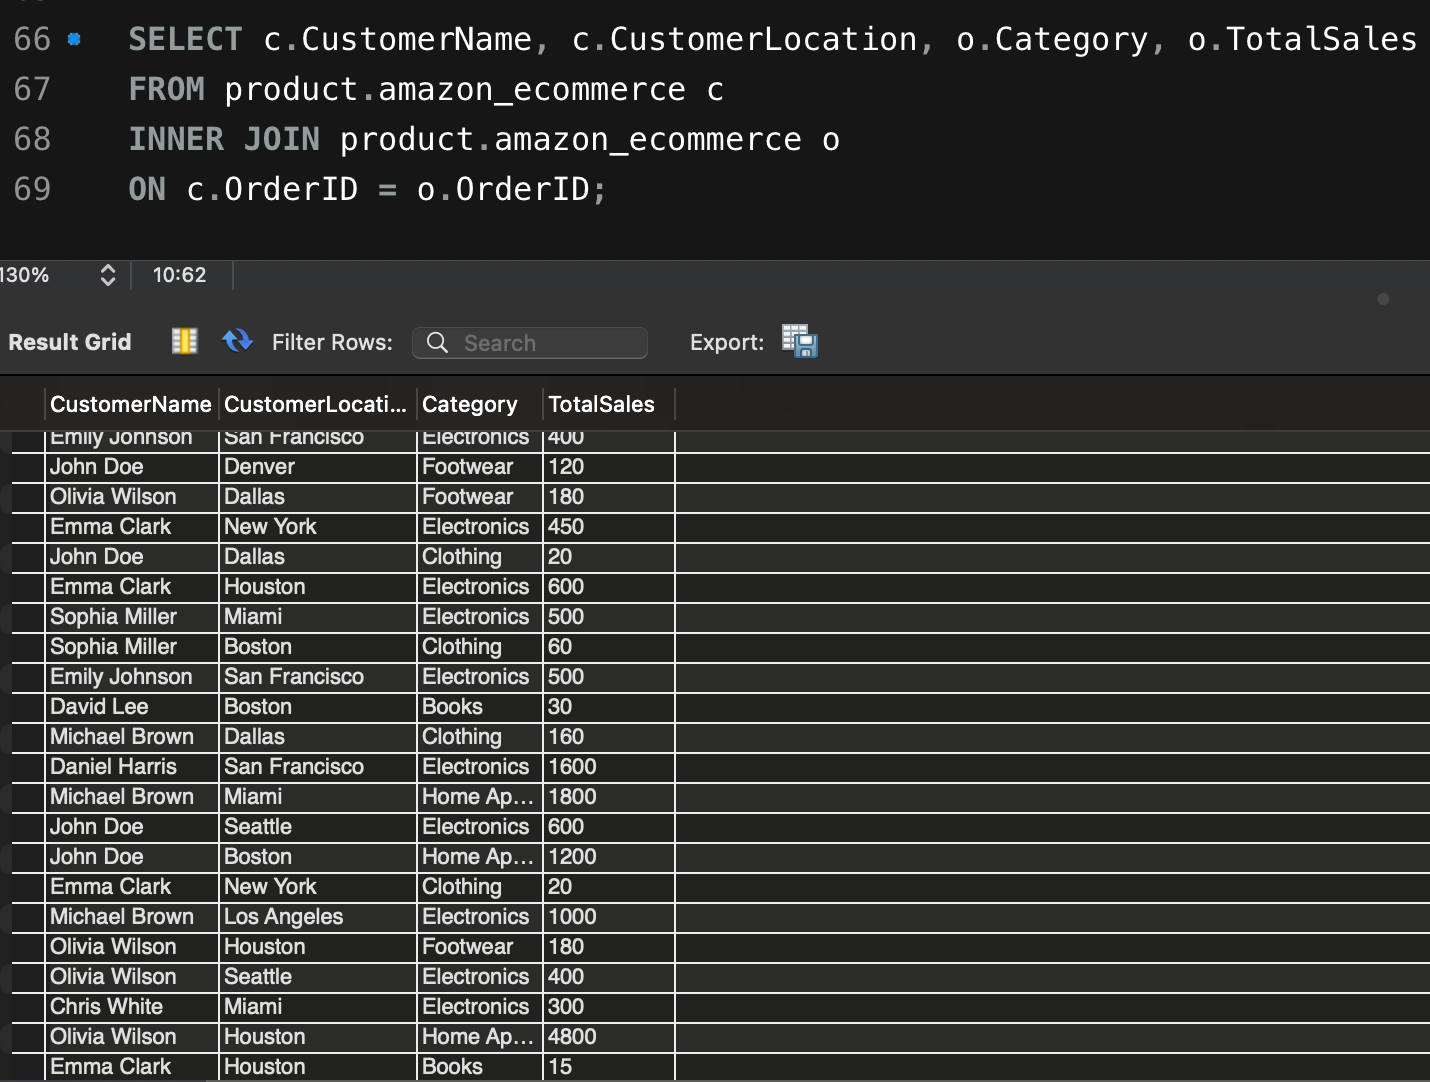 66 SELECT c.CustomerName, c.CustomerLocation, o.Category, o.TotalSales
67 FROM product.amazon_ecommerce c
68 INNER JOIN product.amazon_ecommerce o
69 ON c.OrderID = o.OrderID;
130% 10:62
Result Grid Filter Rows: Search Export:
CustomerName CustomerLocati... Category TotalSales
Emily Johnson San Francisco Electronics 400
John Doe Denver Footwear 120
Olivia Wilson Dallas Footwear 180
Emma Clark New York Electronics 450
John Doe Dallas Clothing 20
Emma Clark Houston Electronics 600
Sophia Miller Miami Electronics 500
Sophia Miller Boston Clothing 60
Emily Johnson San Francisco Electronics 500
David Lee Boston Books 30
Michael Brown Dallas Clothing 160
Daniel Harris San Francisco Electronics 1600
Michael Brown Miami Home Ap... 1800
John Doe Seattle Electronics 600
John Doe Boston Home Ap... 1200
Emma Clark New York Clothing 20
Michael Brown Los Angeles Electronics 1000
Olivia Wilson Houston Footwear 180
Olivia Wilson Seattle Electronics 400
Chris White Miami Electronics 300
Olivia Wilson Houston Home Ap... 4800
Emma Clark Houston Books 15